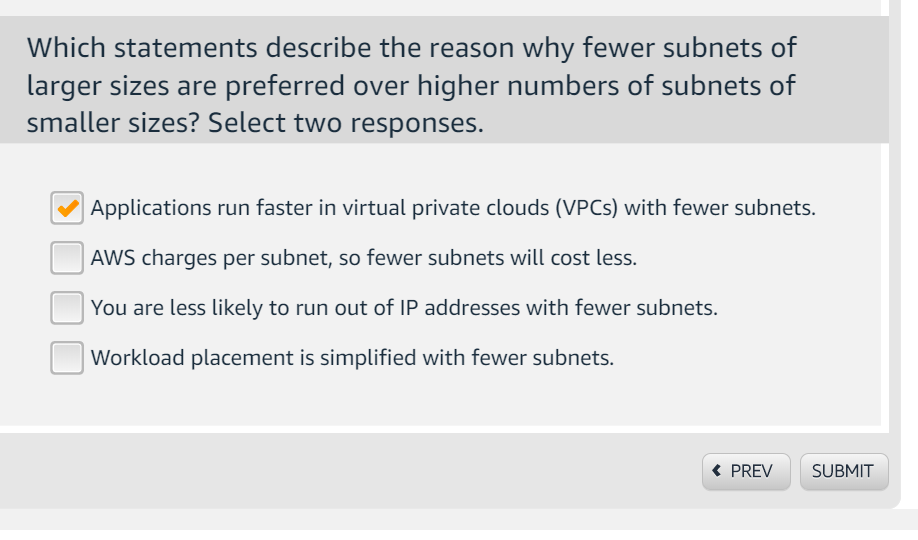 Which statements describe the reason why fewer subnets of
larger sizes are preferred over higher numbers of subnets of
smaller sizes? Select two responses.
Applications run faster in virtual private clouds (VPCs) with fewer subnets.
AWS charges per subnet, so fewer subnets will cost less.
You are less likely to run out of IP addresses with fewer subnets.
Workload placement is simplified with fewer subnets.
PREV SUBMIT